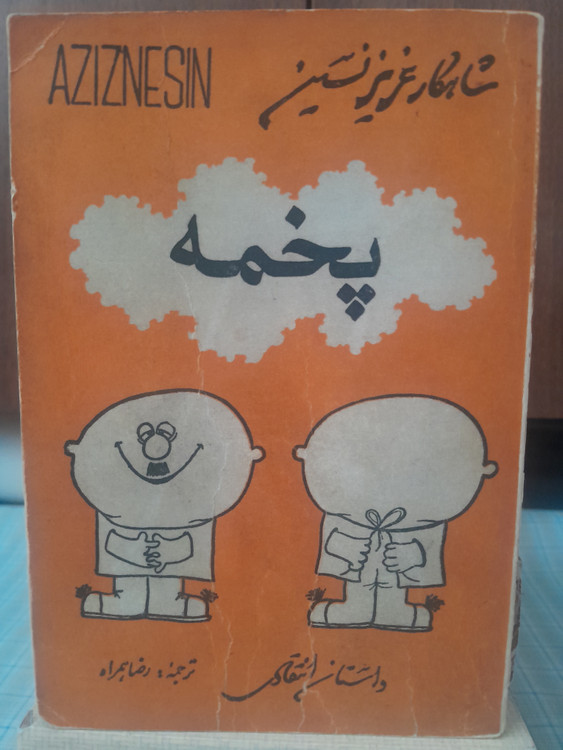 شاهکار عزیز نسین AZIZNESIN
پخمه
داستان انتقادی ترجمهٔ: رضا همراه